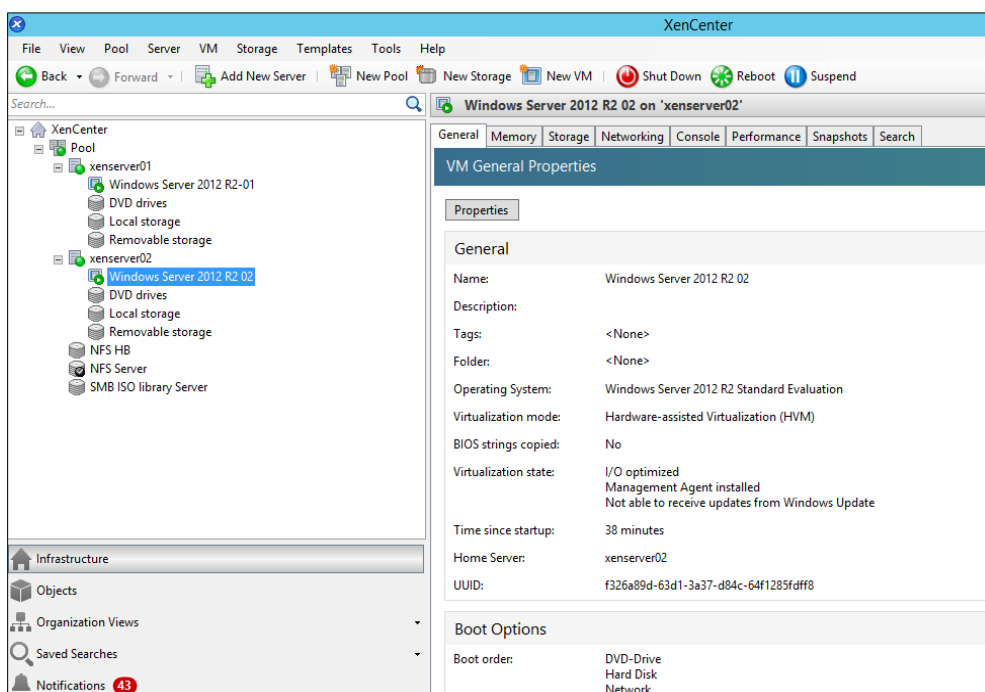 XenCenter
File View Pool Server VM Storage Templates Tools Help
Back Forward Add New Server New Pool New Storage New VM Shut Down Reboot Suspend
Search...
XenCenter
Pool
xenserver01
Windows Server 2012 R2-01
DVD drives
Local storage
Removable storage
xenserver02
Windows Server 2012 R2 02
DVD drives
Local storage
Removable storage
NFS HB
NFS Server
SMB ISO library Server
Infrastructure
Objects
Organization Views
Saved Searches
Notifications 43
Windows Server 2012 R2 02 on 'xenserver02'
General Memory Storage Networking Console Performance Snapshots Search
VM General Properties
Properties
General
Name: Windows Server 2012 R2 02
Description:
Tags: <None>
Folder: <None>
Operating System: Windows Server 2012 R2 Standard Evaluation
Virtualization mode: Hardware-assisted Virtualization (HVM)
BIOS strings copied: No
Virtualization state: I/O optimized
Management Agent installed
Not able to receive updates from Windows Update
Time since startup: 38 minutes
Home Server: xenserver02
UUID: f326a89d-63d1-3a37-d84c-64f1285fdff8
Boot Options
Boot order: DVD-Drive
Hard Disk
Network